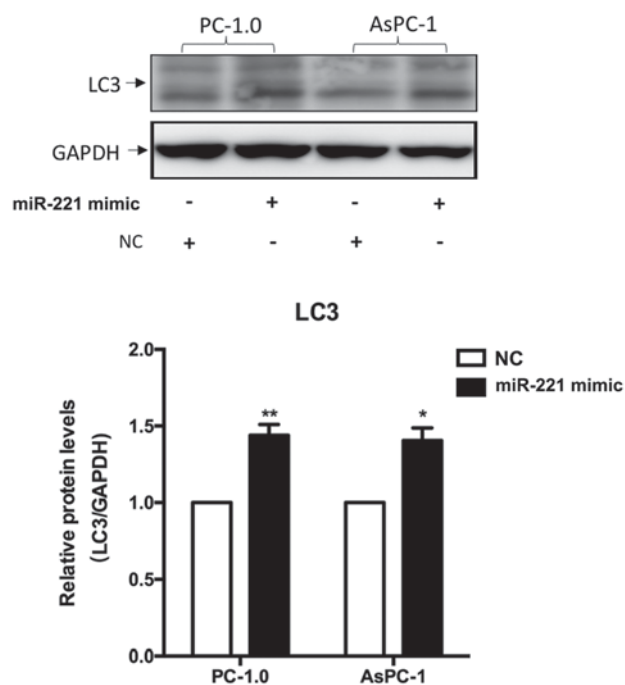 PC-1.0 AsPC-1
LC3
GAPDH
miR-221 mimic - + - +
NC + - + -
LC3
NC
miR-221 mimic
Relative protein levels
(LC3/GAPDH)
2.0
1.5
1.0
0.5
0.0
** *
PC-1.0 AsPC-1